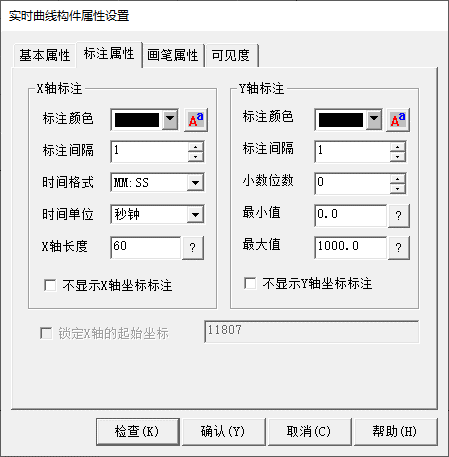 实时曲线构件属性设置
基本属性 标注属性 画笔属性 可见度
X轴标注
标注颜色 Aa
标注间隔 1
时间格式 MM:SS
时间单位 秒钟
X轴长度 60 ?
不显示X轴坐标标注
Y轴标注
标注颜色 Aa
标注间隔 1
小数位数 0
最小值 0.0 ?
最大值 1000.0 ?
不显示Y轴坐标标注
锁定X轴的起始坐标 11807
检查(K) 确认(Y) 取消(C) 帮助(H)